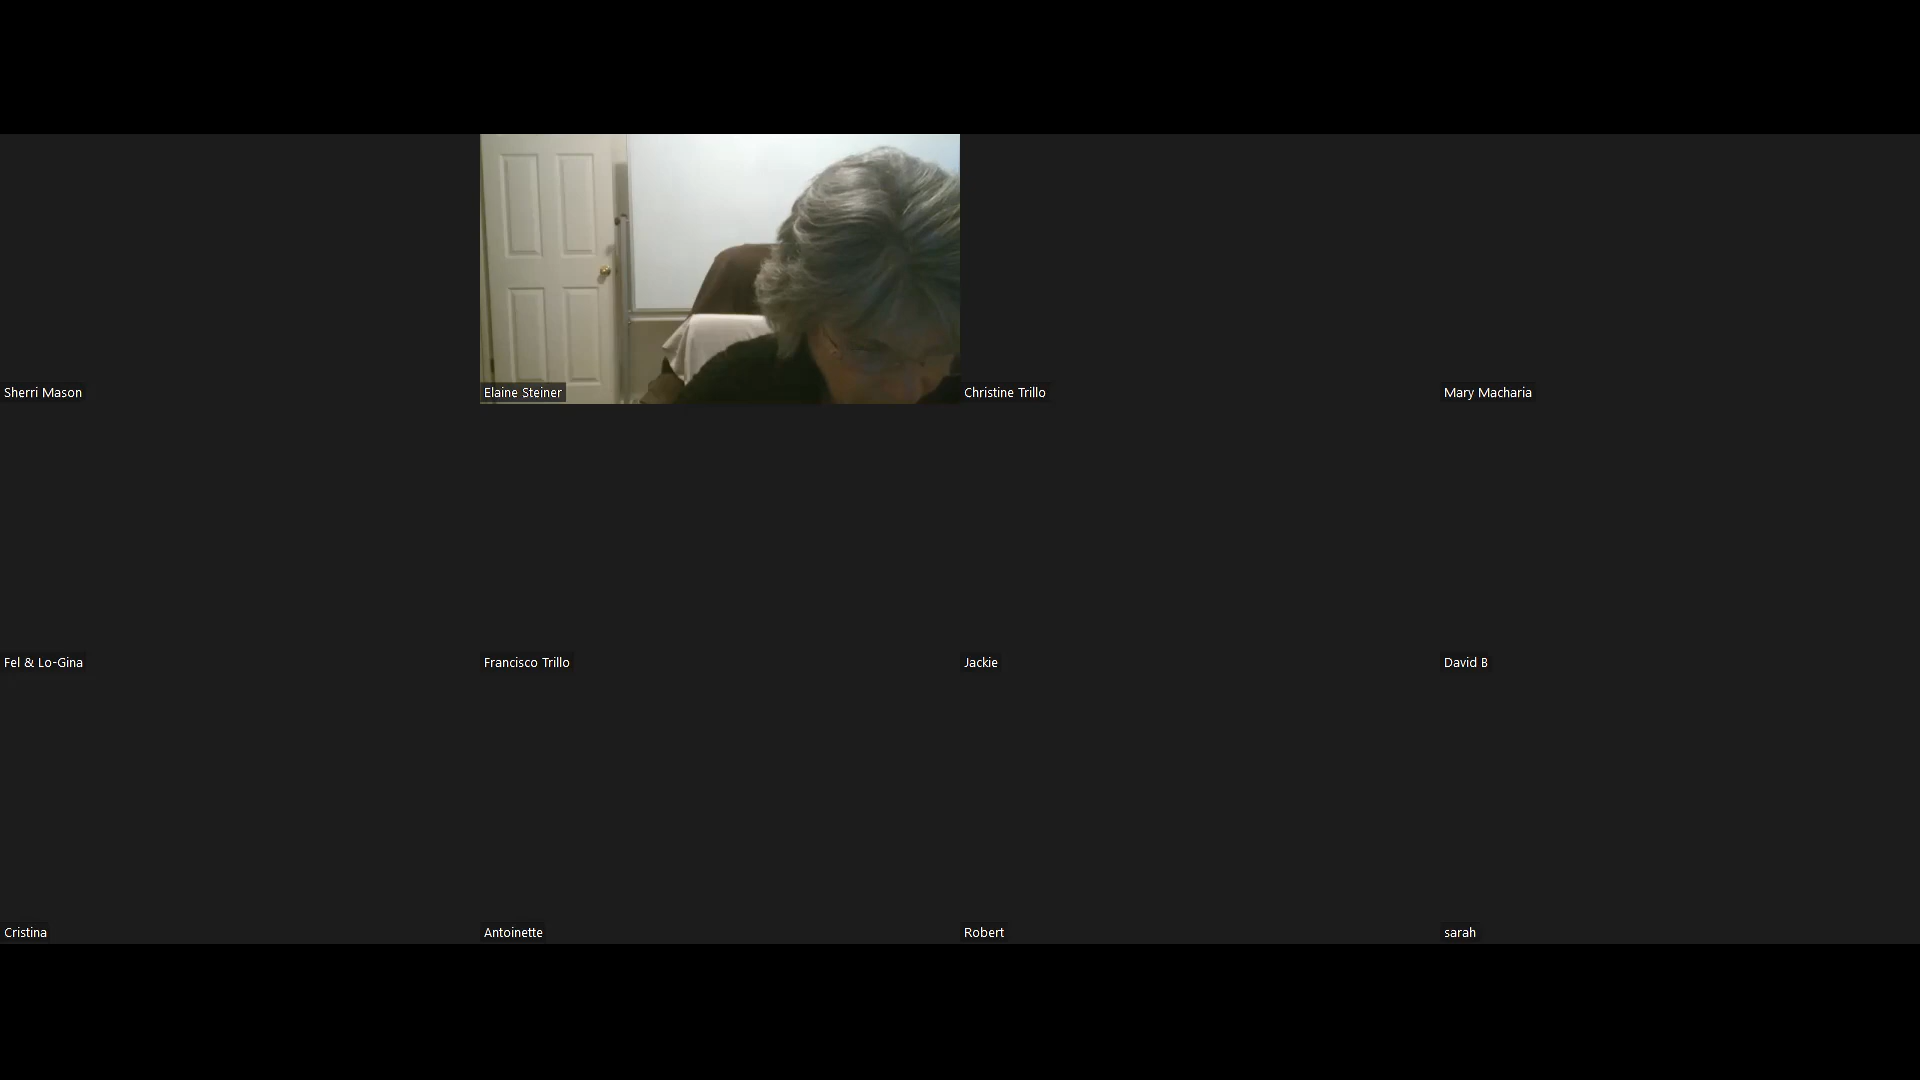 Sherri Mason
Elaine Steiner
Christine Trillo
Mary Macharia
Fel & Lo-Gina
Francisco Trillo
Jackie
David B
Cristina
Antoinette
Robert
sarah